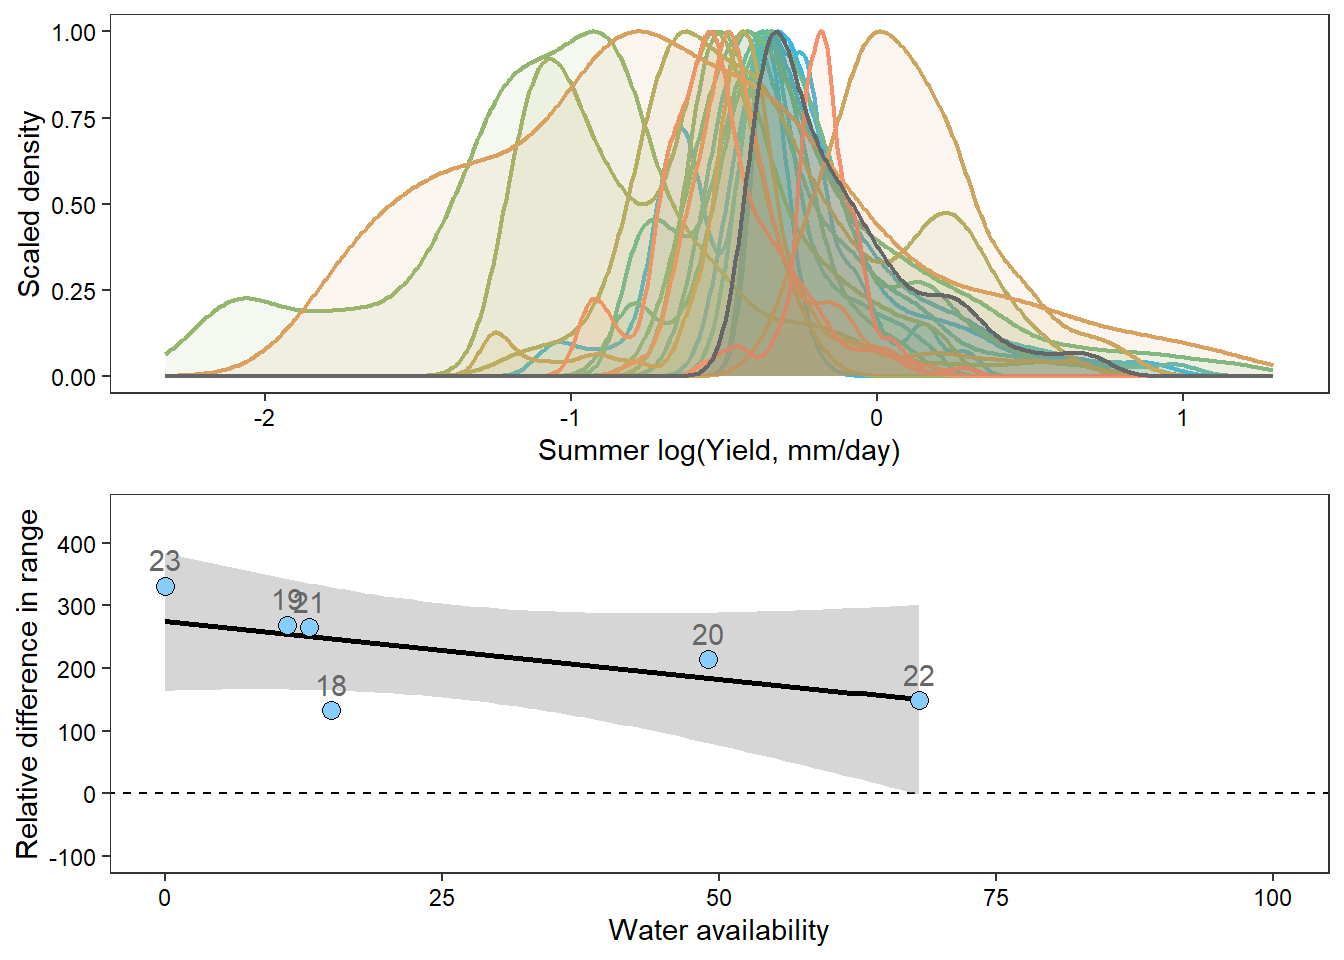 1.00
0.75
0.50
0.25
0.00
Scaled density
-2 -1 0 1
Summer log(Yield, mm/day)
400
300
200
100
0
-100
Relative difference in range
23
19
21
18
20
22
0 25 50 75 100
Water availability